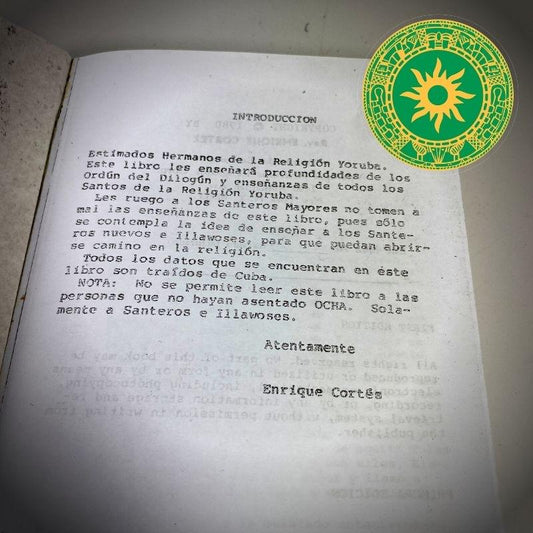 INTRODUCCION
Estimados Hermanos de la Religión Yoruba.
Este libro les enseñará profundidades de los
Ordún del Dilogún y enseñanzas de todos los
Santos de la Religión Yoruba.
Les ruego a los Santeros Mayores no tomen a
mal las enseñanzas de este libro, pues sólo
se contempla la idea de enseñar a los Sante-
ros nuevos e Illawoses, para que puedan abrir-
se camino en la religión.
Todos los datos que se encuentran en éste
libro son traídos de Cuba.
NOTA: No se permite leer este libro a las
personas que no hayan asentado OCHA. Sola-
mente a Santeros e Illawoses.
Atentamente
Enrique Cortés